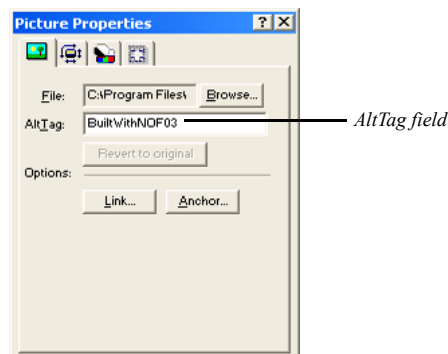 Picture Properties
File: C:\Program Files\ Browse...
AltTag: BuiltWithNOF03 AltTag field
Revert to original
Options:
Link... Anchor...